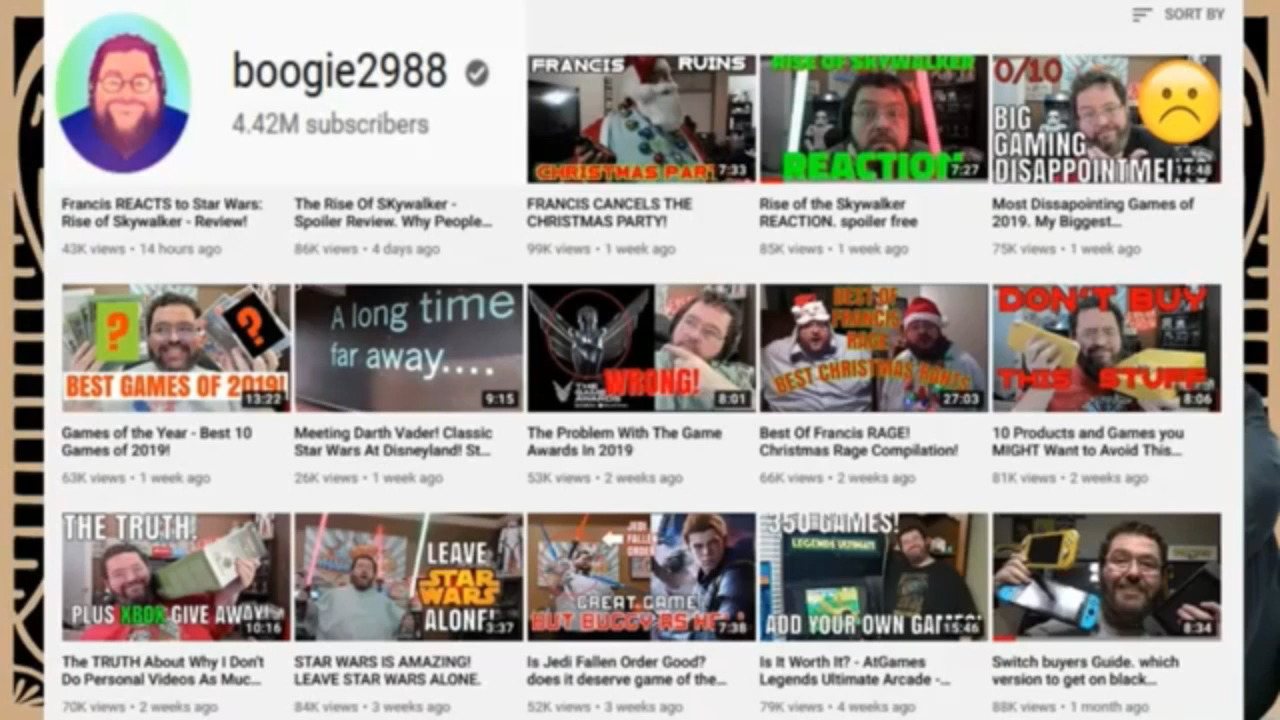 SORT BY
boogie2988
4.42M subscribers
FRANCIS RUINS
CHRISTMAS PAR
7:33
RISE OF SKYWALKER
REACTION
7:27
0/10
BIG
GAMING
DISAPPOINTMENT
14:48
Francis REACTS to Star Wars:
Rise of Skywalker - Review!
43K views • 14 hours ago
The Rise Of SKywalker -
Spoiler Review. Why People...
86K views • 4 days ago
FRANCIS CANCELS THE
CHRISTMAS PARTY!
99K views • 1 week ago
Rise of the Skywalker
REACTION. spoiler free
85K views • 1 week ago
Most Dissapointing Games of
2019. My Biggest...
75K views • 1 week ago
? ?
BEST GAMES OF 2019!
13:22
A long time
far away....
9:15
THE
GAME
AWARDS
WRONG!
8:01
BEST OF
FRANCIS
RAGE
BEST CHRISTMAS RANTS
27:03
DON'T BUY
THIS STUFF
8:06
Games of the Year - Best 10
Games of 2019!
63K views • 1 week ago
Meeting Darth Vader! Classic
Star Wars At Disneyland! St...
26K views • 1 week ago
The Problem With The Game
Awards In 2019
53K views • 2 weeks ago
Best Of Francis RAGE!
Christmas Rage Compilation!
66K views • 2 weeks ago
10 Products and Games you
MIGHT Want to Avoid This...
81K views • 2 weeks ago
THE TRUTH!
PLUS XBOX GIVE AWAY!
10:16
LEAVE
STAR
WARS
ALONE!
3:37
JEDI
FALLEN
ORDER
GREAT GAME
BUT BUGGY AS HE
7:38
350 GAMES!
LEGENDS ULTIMATE
ADD YOUR OWN GAMES!
15:46
8:34
The TRUTH About Why I Don't
Do Personal Videos As Muc...
70K views • 2 weeks ago
STAR WARS IS AMAZING!
LEAVE STAR WARS ALONE.
84K views • 3 weeks ago
Is Jedi Fallen Order Good?
does it deserve game of the...
52K views • 3 weeks ago
Is It Worth It? - AtGames
Legends Ultimate Arcade -...
79K views • 4 weeks ago
Switch buyers Guide. which
version to get on black...
88K views • 1 month ago